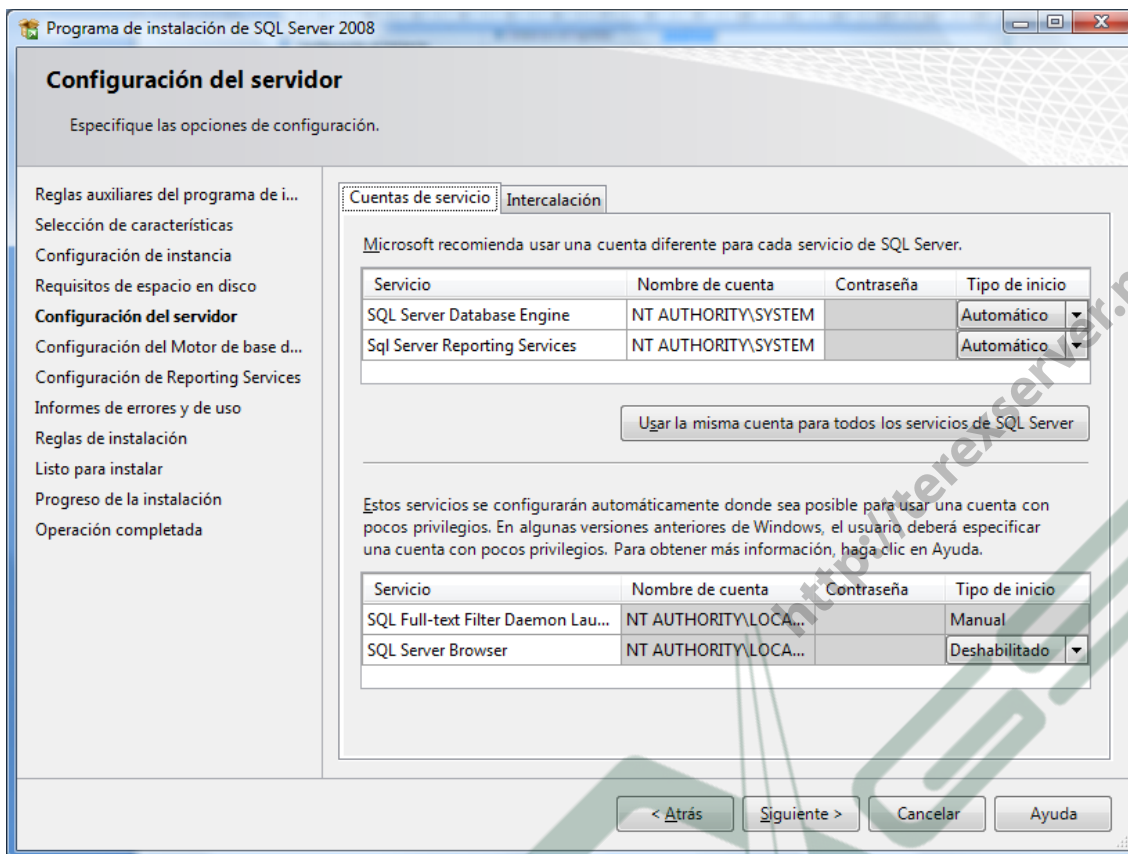 Programa de instalación de SQL Server 2008
Configuración del servidor
Especifique las opciones de configuración.
Reglas auxiliares del programa de i...
Selección de características
Configuración de instancia
Requisitos de espacio en disco
Configuración del servidor
Configuración del Motor de base d...
Configuración de Reporting Services
Informes de errores y de uso
Reglas de instalación
Listo para instalar
Progreso de la instalación
Operación completada
Cuentas de servicio Intercalación
Microsoft recomienda usar una cuenta diferente para cada servicio de SQL Server.
Servicio Nombre de cuenta Contraseña Tipo de inicio
SQL Server Database Engine NT AUTHORITY\SYSTEM Automático
Sql Server Reporting Services NT AUTHORITY\SYSTEM Automático
Usar la misma cuenta para todos los servicios de SQL Server
Estos servicios se configurarán automáticamente donde sea posible para usar una cuenta con
pocos privilegios. En algunas versiones anteriores de Windows, el usuario deberá especificar
una cuenta con pocos privilegios. Para obtener más información, haga clic en Ayuda.
Servicio Nombre de cuenta Contraseña Tipo de inicio
SQL Full-text Filter Daemon Lau... NT AUTHORITY\LOCA... Manual
SQL Server Browser NT AUTHORITY\LOCA... Deshabilitado
< Atrás Siguiente > Cancelar Ayuda